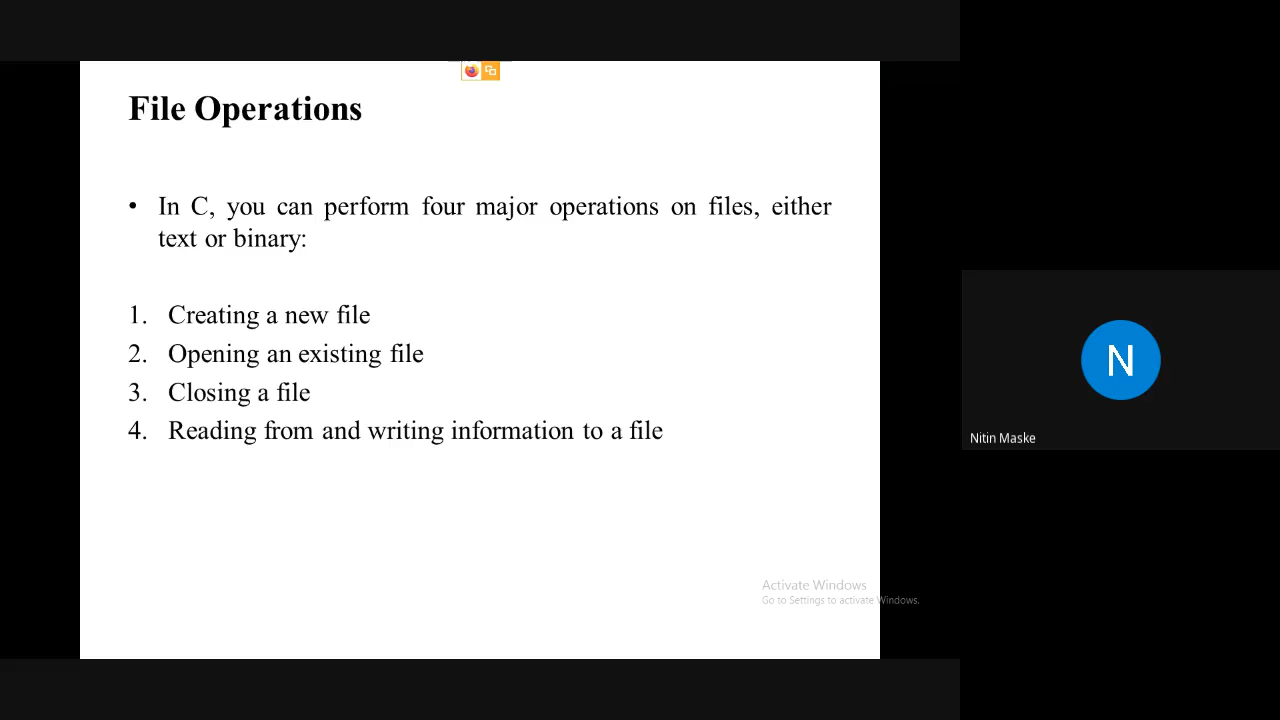 File Operations
• In C, you can perform four major operations on files, either
text or binary:
1. Creating a new file
2. Opening an existing file
3. Closing a file
4. Reading from and writing information to a file
N
Nitin Maske
Activate Windows
Go to Settings to activate Windows.